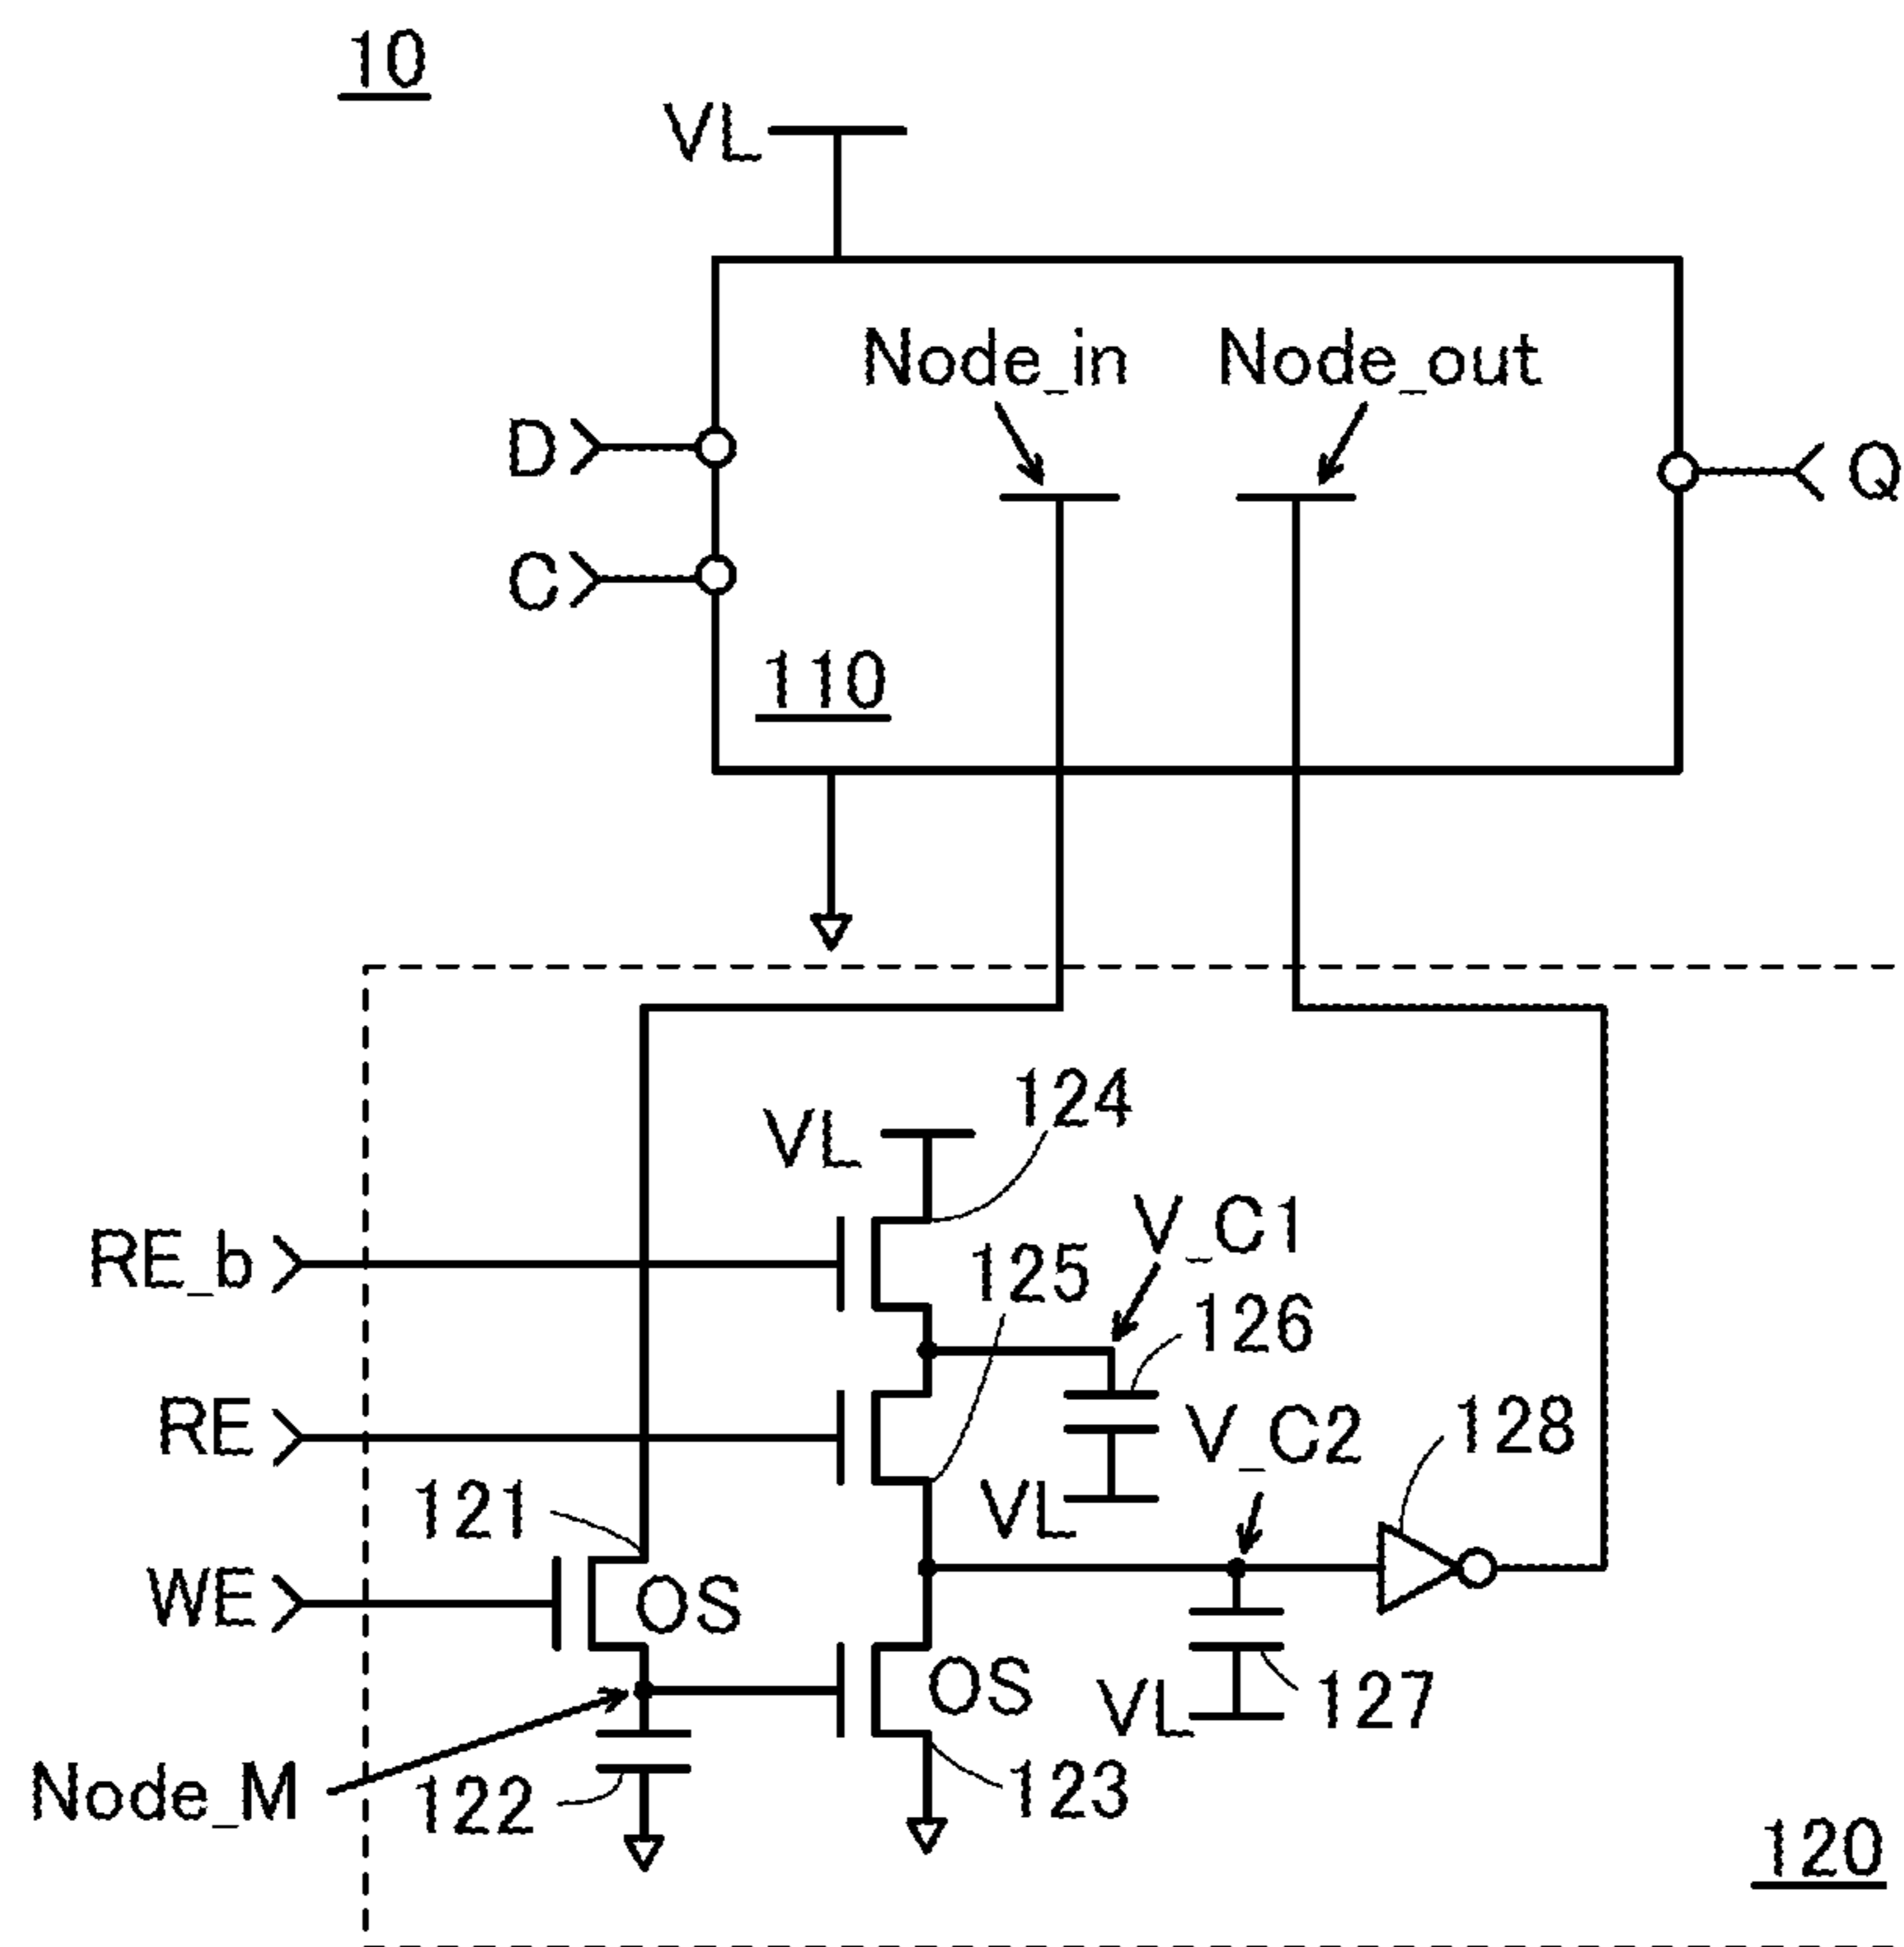 10
VL
Node_in Node_out
D
Q
C
110
124
VL
V_C1
RE_b
125
126
RE
V_C2
128
121
VL
WE
OS
OS
127
VL
Node_M
122
123
120